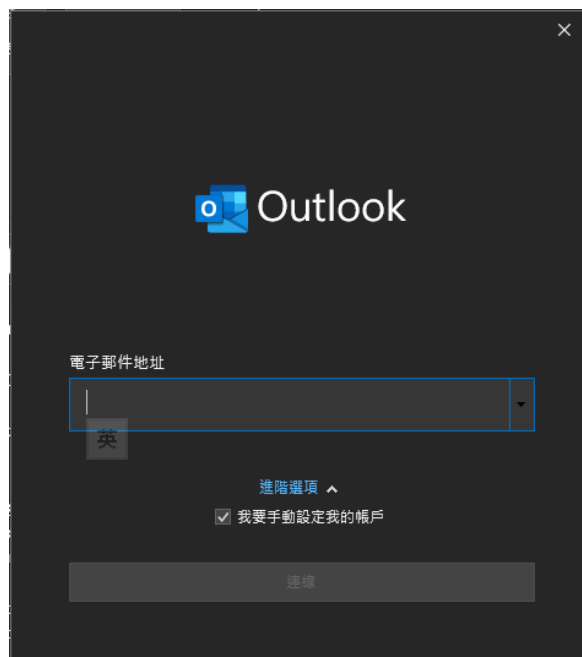 Outlook
電子郵件地址
英
進階選項
我要手動設定我的帳戶
連線